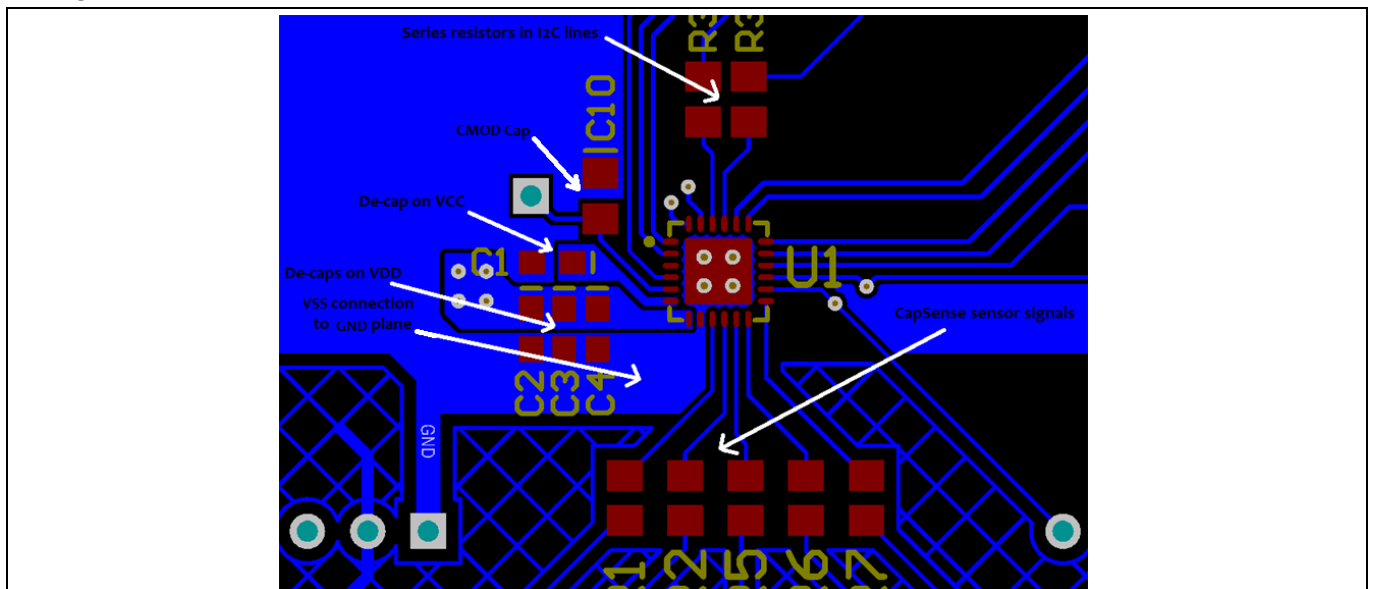 Series resistors in I2C lines
R3
R3
C10
CMOD Cap
De-cap on VCC
C1
U1
De-caps on VDD
VSS connection
to GND plane
CapSense sensor signals
C2
C3
C4
GND